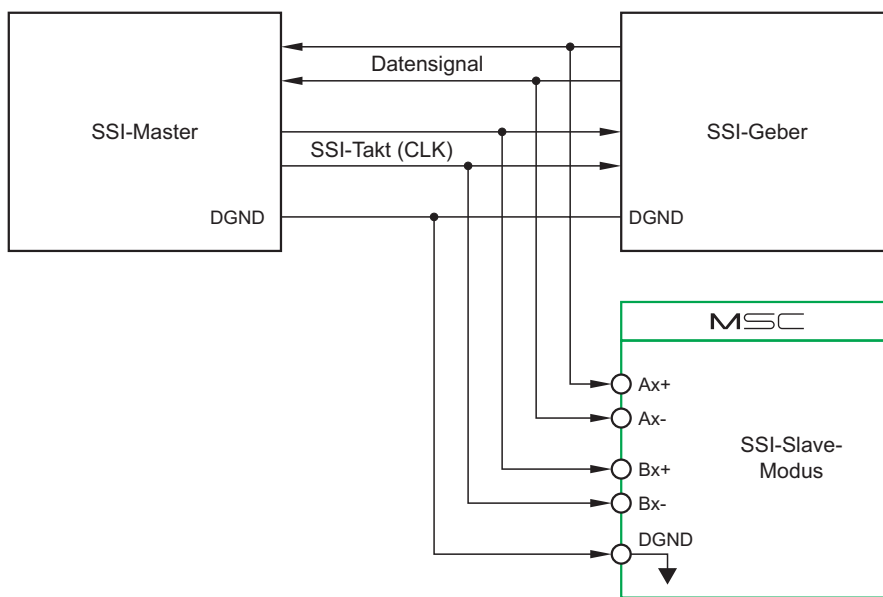 Datensignal
SSI-Master
SSI-Geber
SSI-Takt (CLK)
DGND
DGND
MSC
Ax+
Ax-
SSI-Slave-
Modus
Bx+
Bx-
DGND